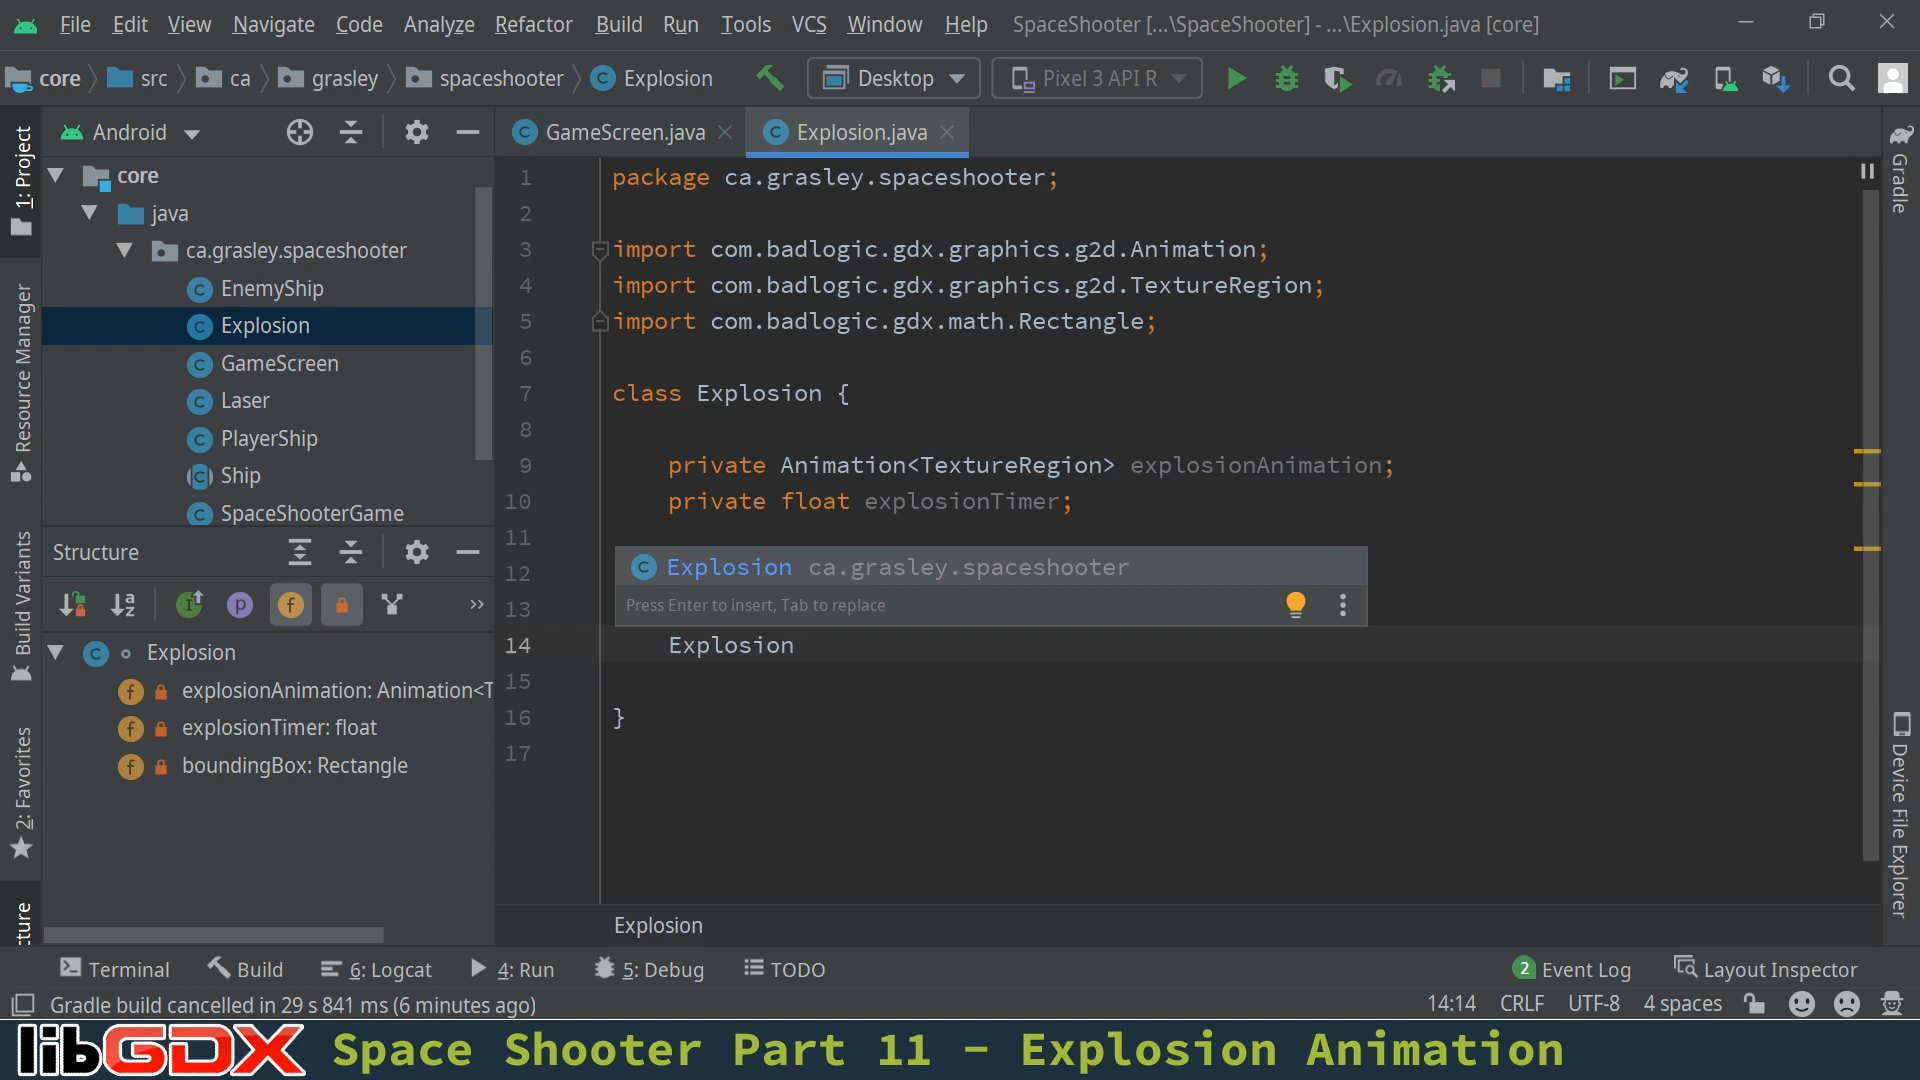 File Edit View Navigate Code Analyze Refactor Build Run Tools VCS Window Help SpaceShooter [...\SpaceShooter] - ...\Explosion.java [core]
core src ca grasley spaceshooter Explosion Desktop Pixel 3 API R
Android
GameScreen.java Explosion.java
1: Project
Resource Manager
Build Variants
2: Favorites
cture
core
java
ca.grasley.spaceshooter
EnemyShip
Explosion
GameScreen
Laser
PlayerShip
Ship
SpaceShooterGame
Structure
Explosion
explosionAnimation: Animation<T
explosionTimer: float
boundingBox: Rectangle
1 package ca.grasley.spaceshooter;
2
3 import com.badlogic.gdx.graphics.g2d.Animation;
4 import com.badlogic.gdx.graphics.g2d.TextureRegion;
5 import com.badlogic.gdx.math.Rectangle;
6
7 class Explosion {
8
9 private Animation<TextureRegion> explosionAnimation;
10 private float explosionTimer;
11
12 Explosion ca.grasley.spaceshooter
13 Press Enter to insert, Tab to replace
14 Explosion
15
16 }
17
Explosion
Gradle
Device File Explorer
Terminal Build 6: Logcat 4: Run 5: Debug TODO 2 Event Log Layout Inspector
Gradle build cancelled in 29 s 841 ms (6 minutes ago) 14:14 CRLF UTF-8 4 spaces
libGDX Space Shooter Part 11 - Explosion Animation